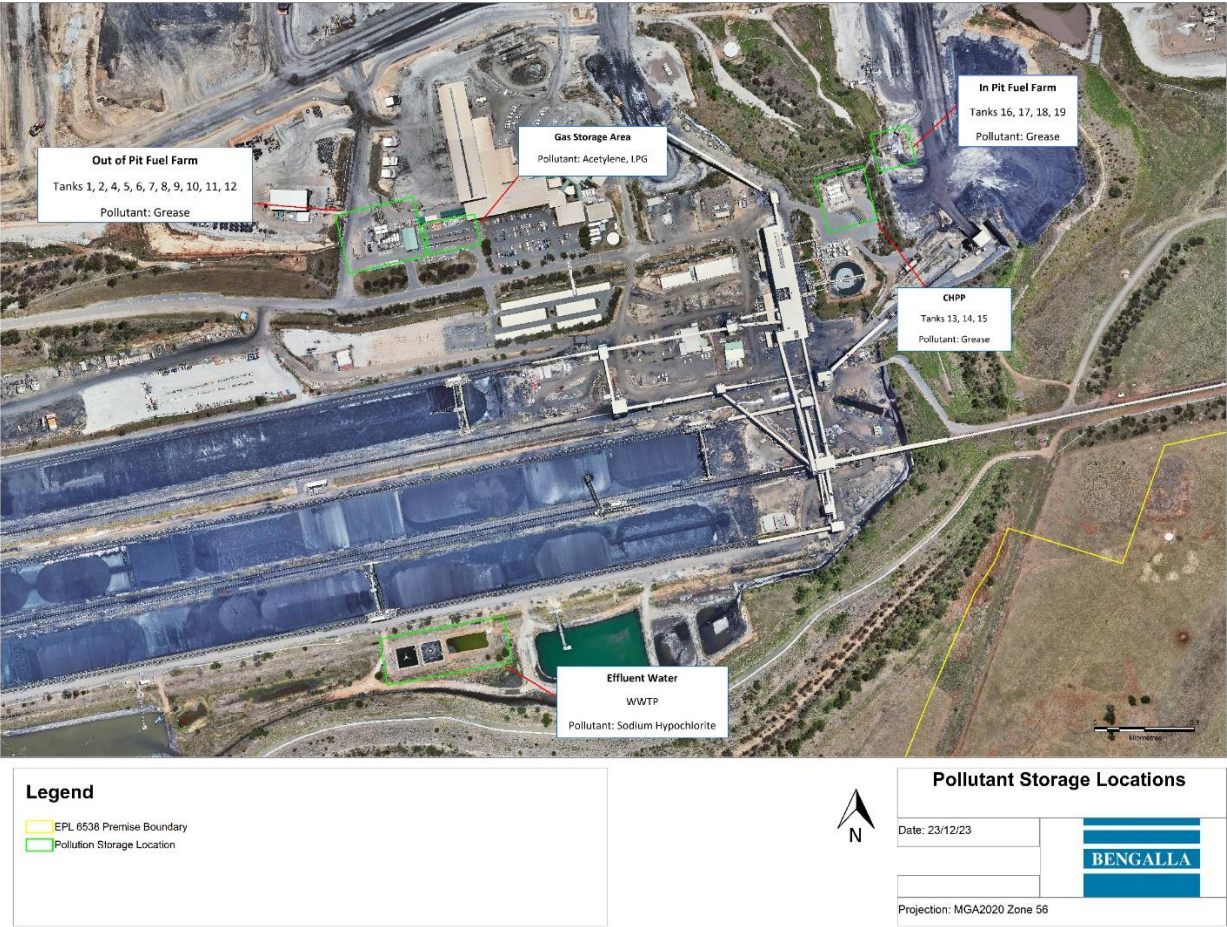 In Pit Fuel Farm
Tanks 16, 17, 18, 19
Pollutant: Grease
Gas Storage Area
Pollutant: Acetylene, LPG
Out of Pit Fuel Farm
Tanks 1, 2, 4, 5, 6, 7, 8, 9, 10, 11, 12
Pollutant: Grease
CHPP
Tanks 13, 14, 15
Pollutant: Grease
Effluent Water
WWTP
Pollutant: Sodium Hypochlorite
kilometres
Legend
EPL 6538 Premise Boundary
Pollution Storage Location
N
Pollutant Storage Locations
Date: 23/12/23
BENGALLA
Projection: MGA2020 Zone 56